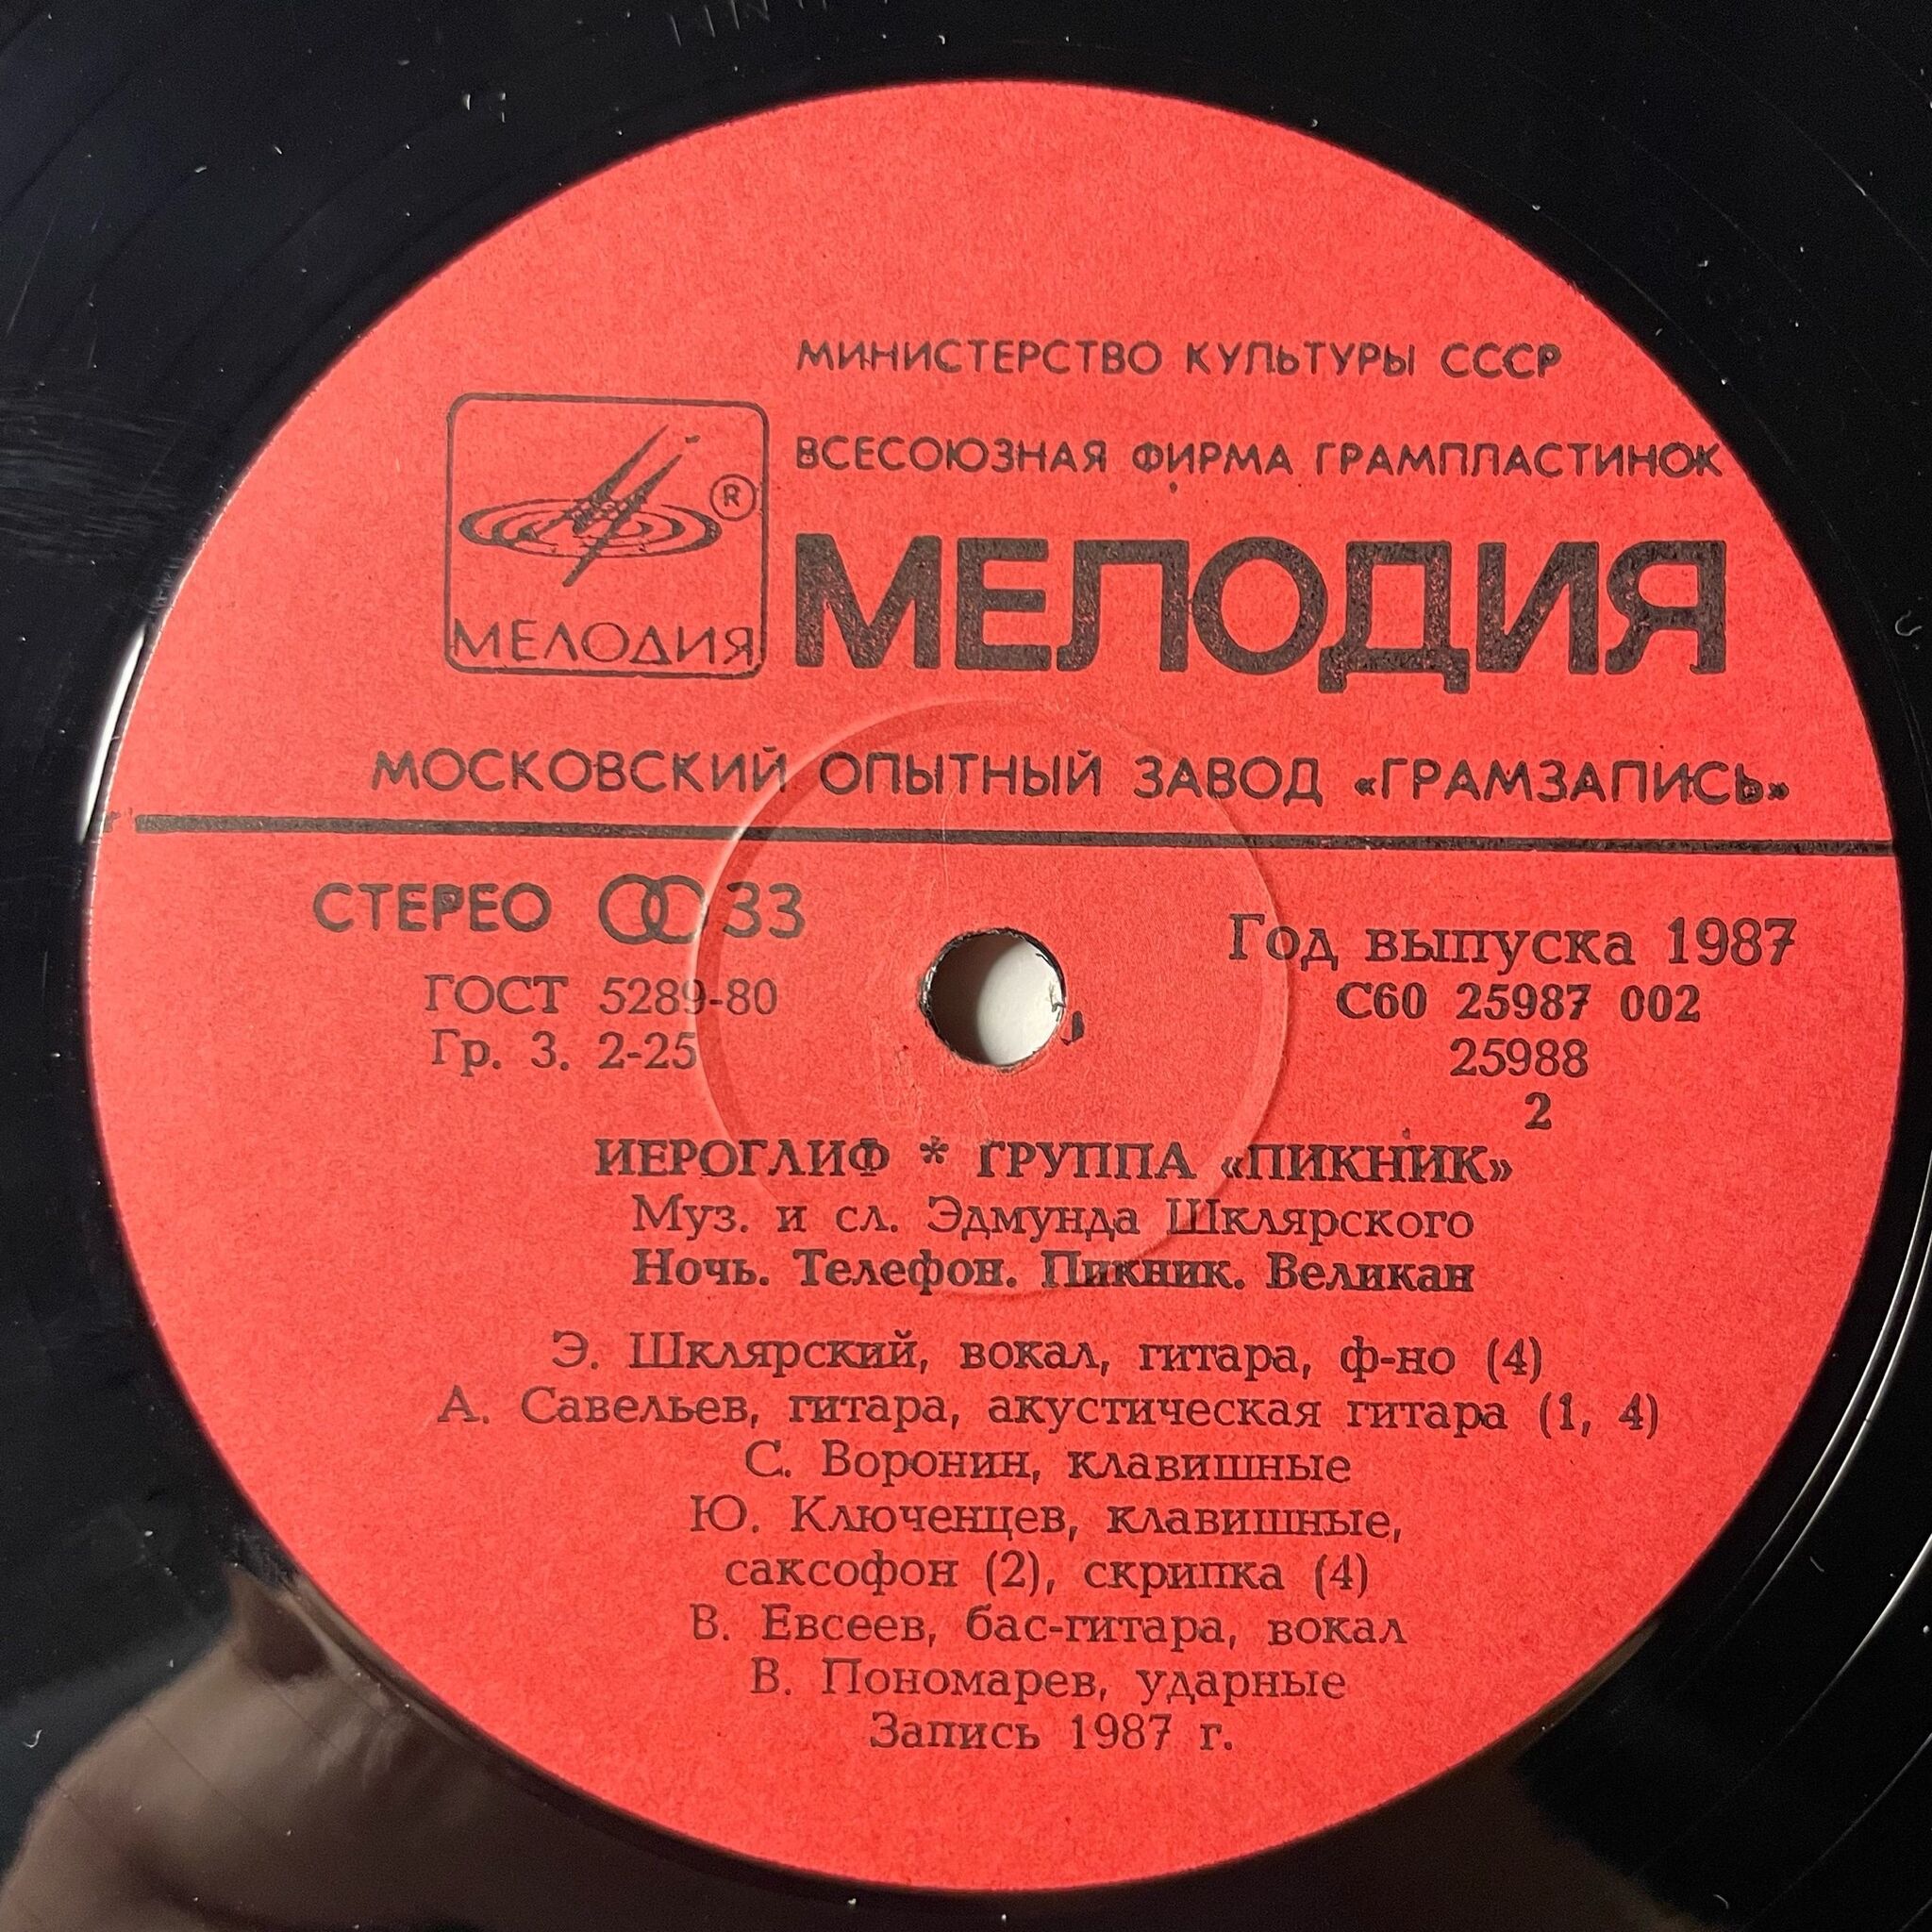 МИНИСТЕРСТВО КУЛЬТУРЫ СССР
ВСЕСОЮЗНАЯ ФИРМА ГРАМПЛАСТИНОК
®
МЕЛОДИЯ
МЕЛОДИЯ
МОСКОВСКИЙ ОПЫТНЫЙ ЗАВОД «ГРАМЗАПИСЬ»
СТЕРЕО 33
ГОСТ 5289-80
Гр. 3. 2-25
Год выпуска 1987
С60 25987 002
25988
2
ИЕРОГЛИФ * ГРУППА «ПИКНИК»
Муз. и сл. Эдмунда Шклярского
Ночь. Телефон. Пикник. Великан
Э. Шклярский, вокал, гитара, ф-но (4)
А. Савельев, гитара, акустическая гитара (1, 4)
С. Воронин, клавишные
Ю. Ключенцев, клавишные,
саксофон (2), скрипка (4)
В. Евсеев, бас-гитара, вокал
В. Пономарев, ударные
Запись 1987 г.